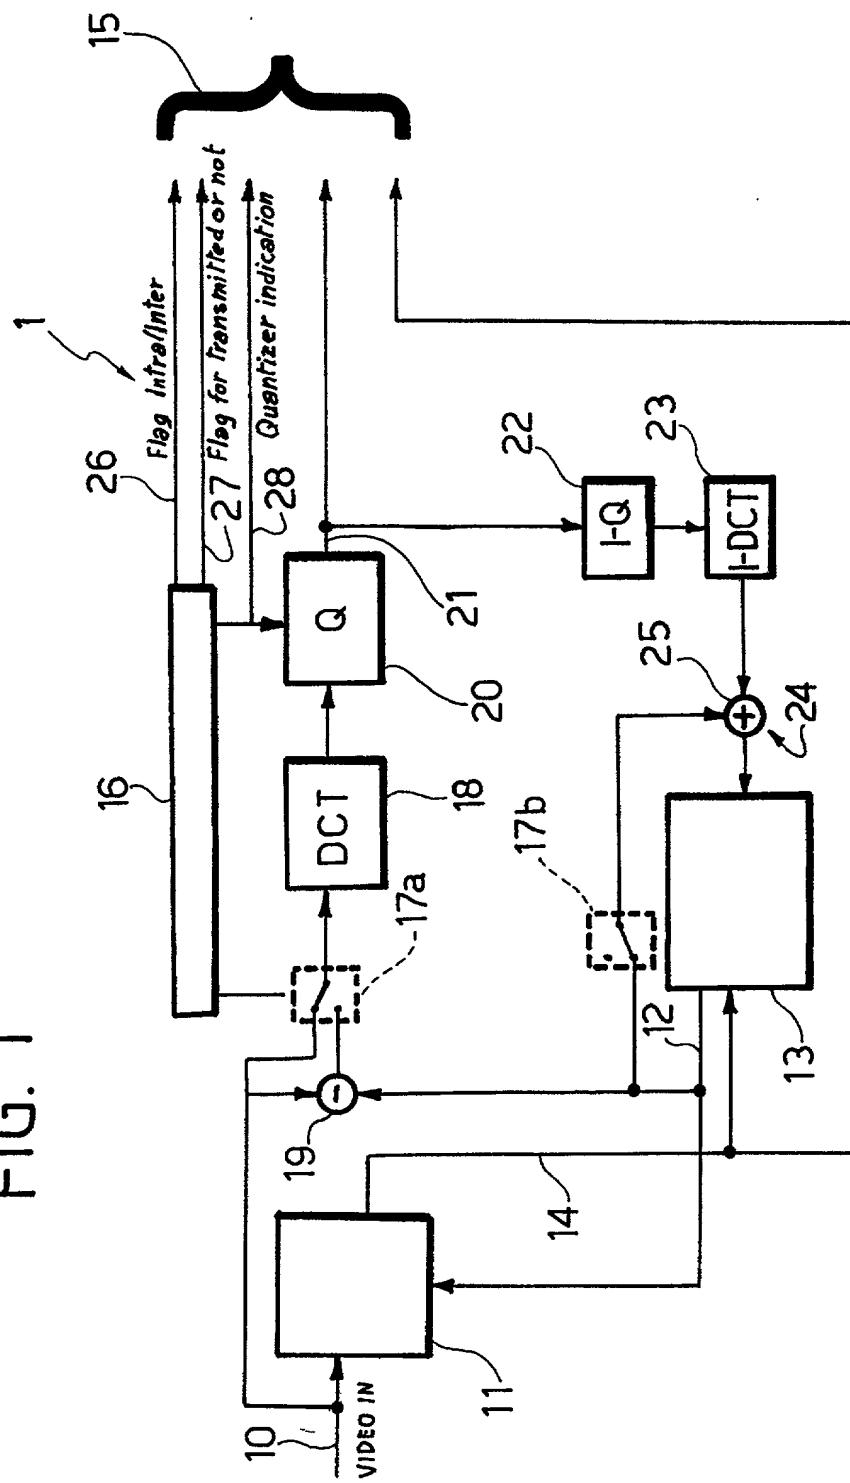 FIG. 1
1
15
26
Flag Intra/Inter
27
Flag for transmitted or not
28
Quantizer indication
16
Q
20
21
DCT
18
17a
22
I-Q
23
I-DCT
25
24
17b
12
13
19
14
11
10
VIDEO IN